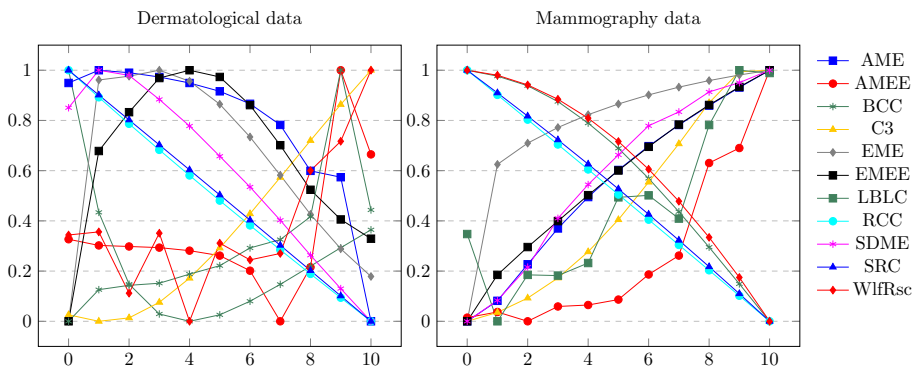 Dermatological data
Mammography data
1
0.8
0.6
0.4
0.2
0
0 2 4 6 8 10
1
0.8
0.6
0.4
0.2
0
0 2 4 6 8 10
AME
AMEE
BCC
C3
EME
EMEE
LBLC
RCC
SDME
SRC
WlfRsc